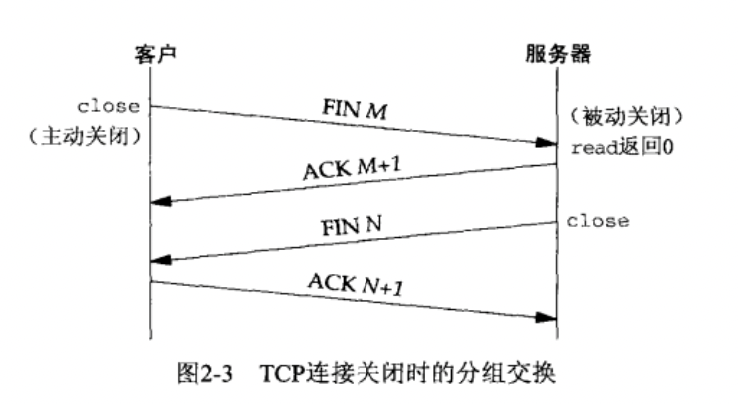 客户
服务器
close
(主动关闭)
FIN M
(被动关闭)
read返回0
ACK M+1
FIN N
close
ACK N+1
图2-3 TCP连接关闭时的分组交换